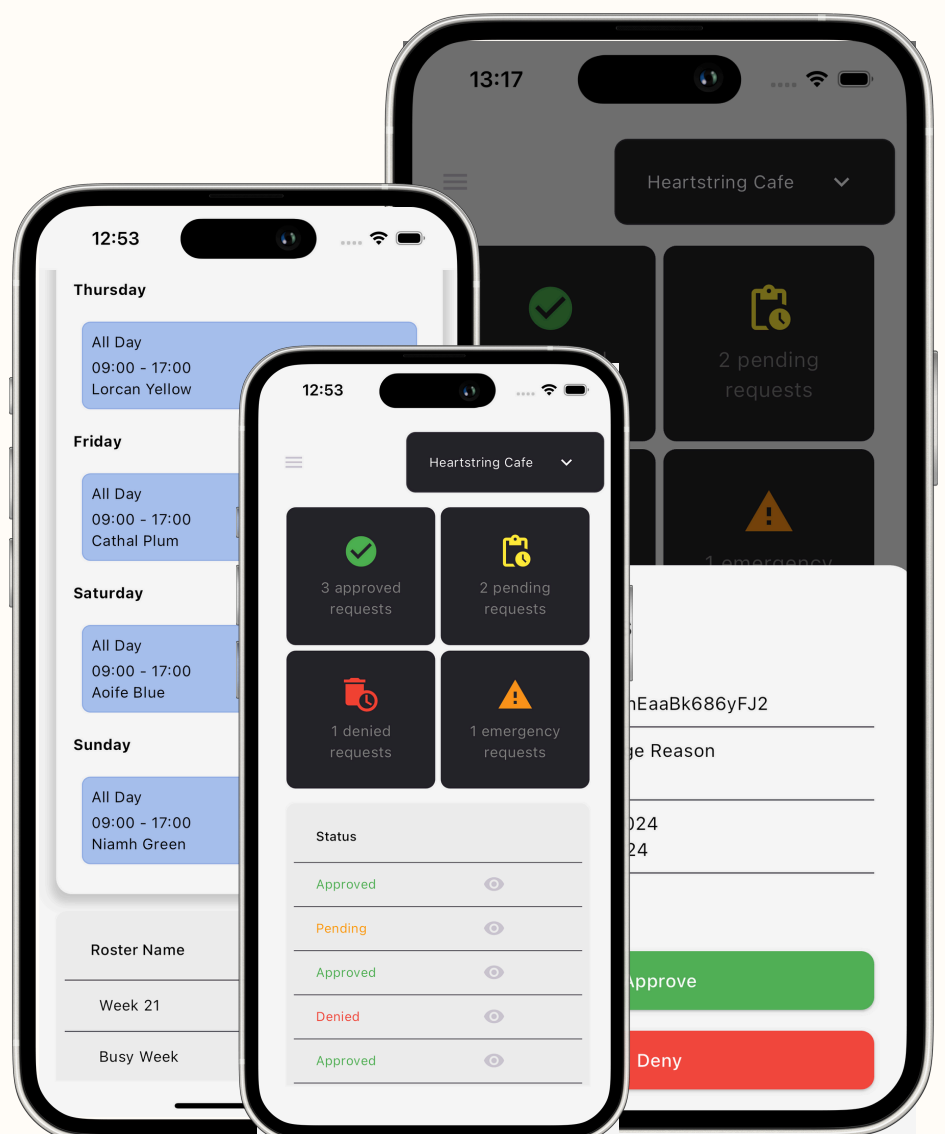 13:17
Heartstring Cafe
2 pending
requests
1 emergency
nEaaBk686yFJ2
ge Reason
024
24
Approve
Deny
12:53
Thursday
All Day
09:00 - 17:00
Lorcan Yellow
Friday
All Day
09:00 - 17:00
Cathal Plum
Saturday
All Day
09:00 - 17:00
Aoife Blue
Sunday
All Day
09:00 - 17:00
Niamh Green
Roster Name
Week 21
Busy Week
12:53
Heartstring Cafe
3 approved
requests
2 pending
requests
1 denied
requests
1 emergency
requests
Status
Approved
Pending
Approved
Denied
Approved